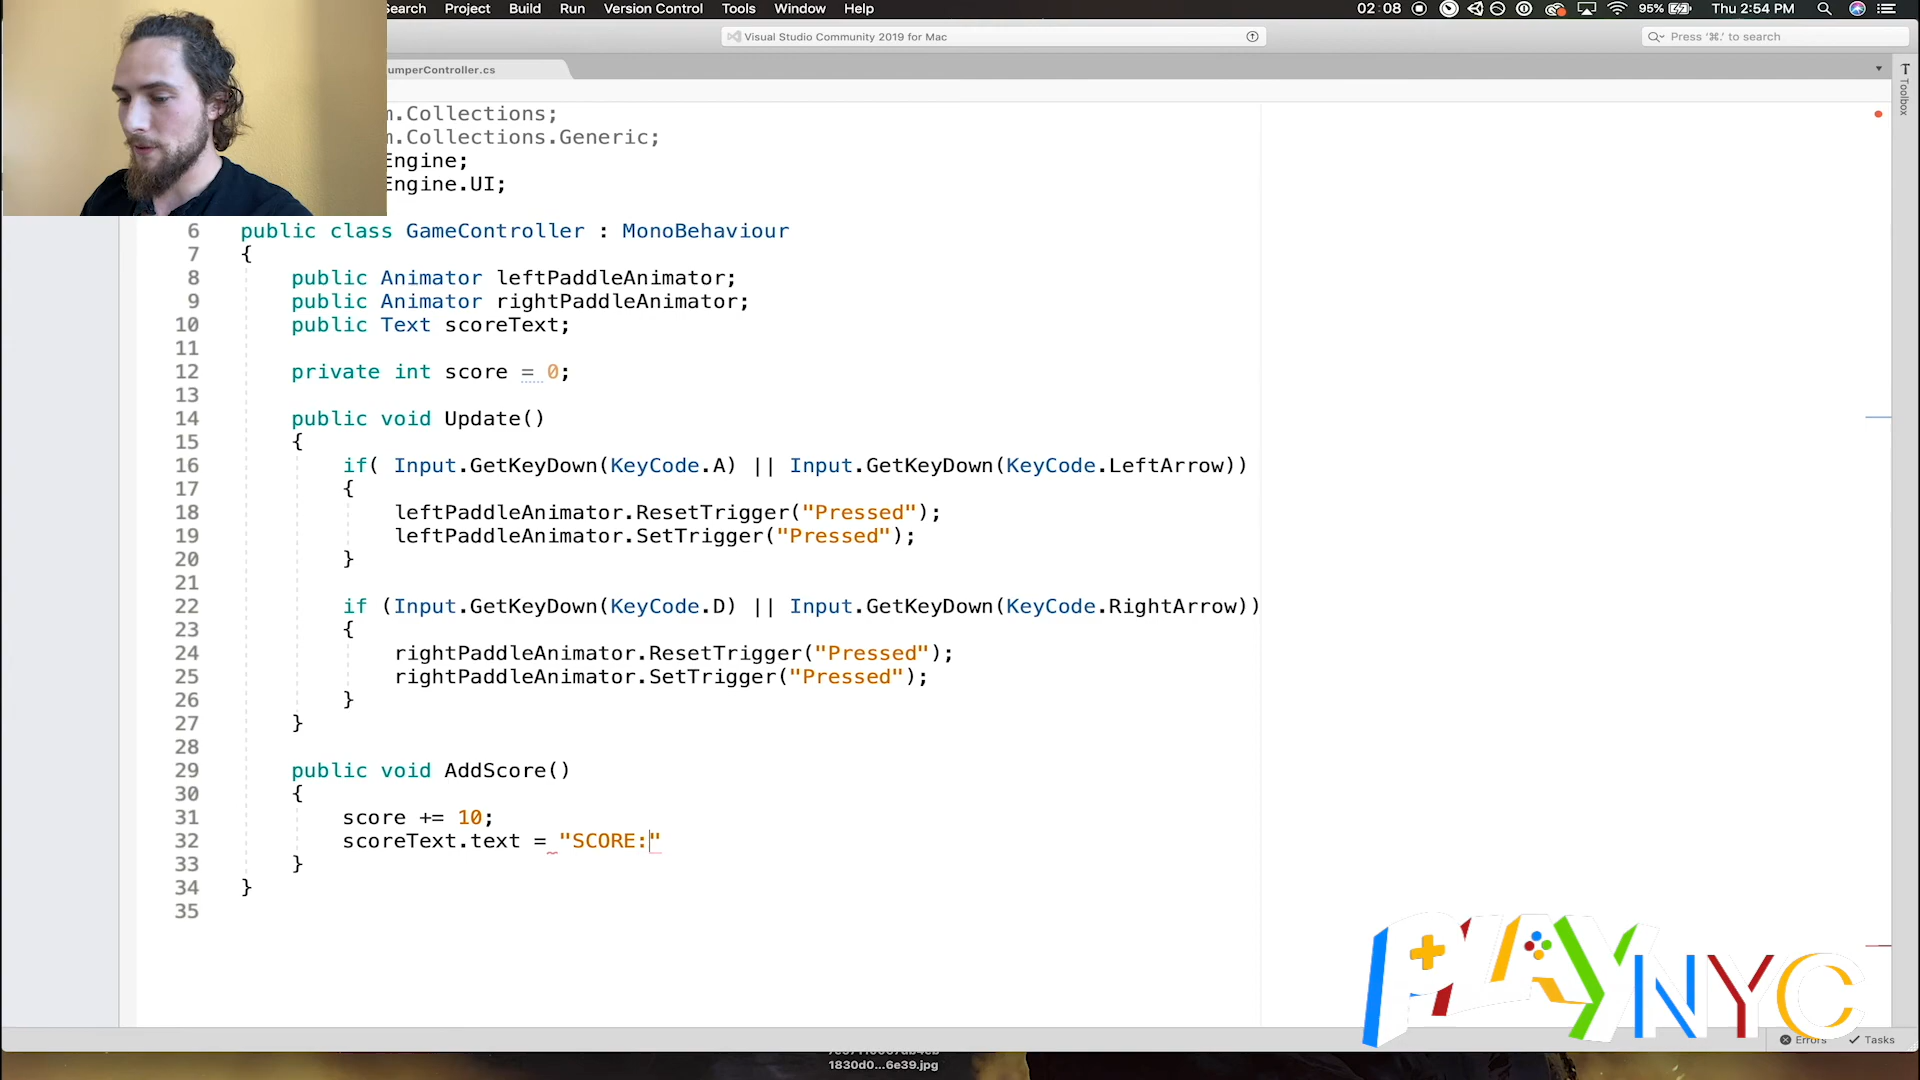 Search Project Build Run Version Control Tools Window Help 02:08 95% Thu 2:54 PM
Visual Studio Community 2019 for Mac
Press '⌘.' to search
umperController.cs
Toolbox
m.Collections;
m.Collections.Generic;
Engine;
Engine.UI;
6 public class GameController : MonoBehaviour
7 {
8 public Animator leftPaddleAnimator;
9 public Animator rightPaddleAnimator;
10 public Text scoreText;
11
12 private int score = 0;
13
14 public void Update()
15 {
16 if( Input.GetKeyDown(KeyCode.A) || Input.GetKeyDown(KeyCode.LeftArrow))
17 {
18 leftPaddleAnimator.ResetTrigger("Pressed");
19 leftPaddleAnimator.SetTrigger("Pressed");
20 }
21
22 if (Input.GetKeyDown(KeyCode.D) || Input.GetKeyDown(KeyCode.RightArrow))
23 {
24 rightPaddleAnimator.ResetTrigger("Pressed");
25 rightPaddleAnimator.SetTrigger("Pressed");
26 }
27 }
28
29 public void AddScore()
30 {
31 score += 10;
32 scoreText.text = "SCORE:"
33 }
34 }
35
PLAY NYC
Errors Tasks
1830d0...6e39.jpg